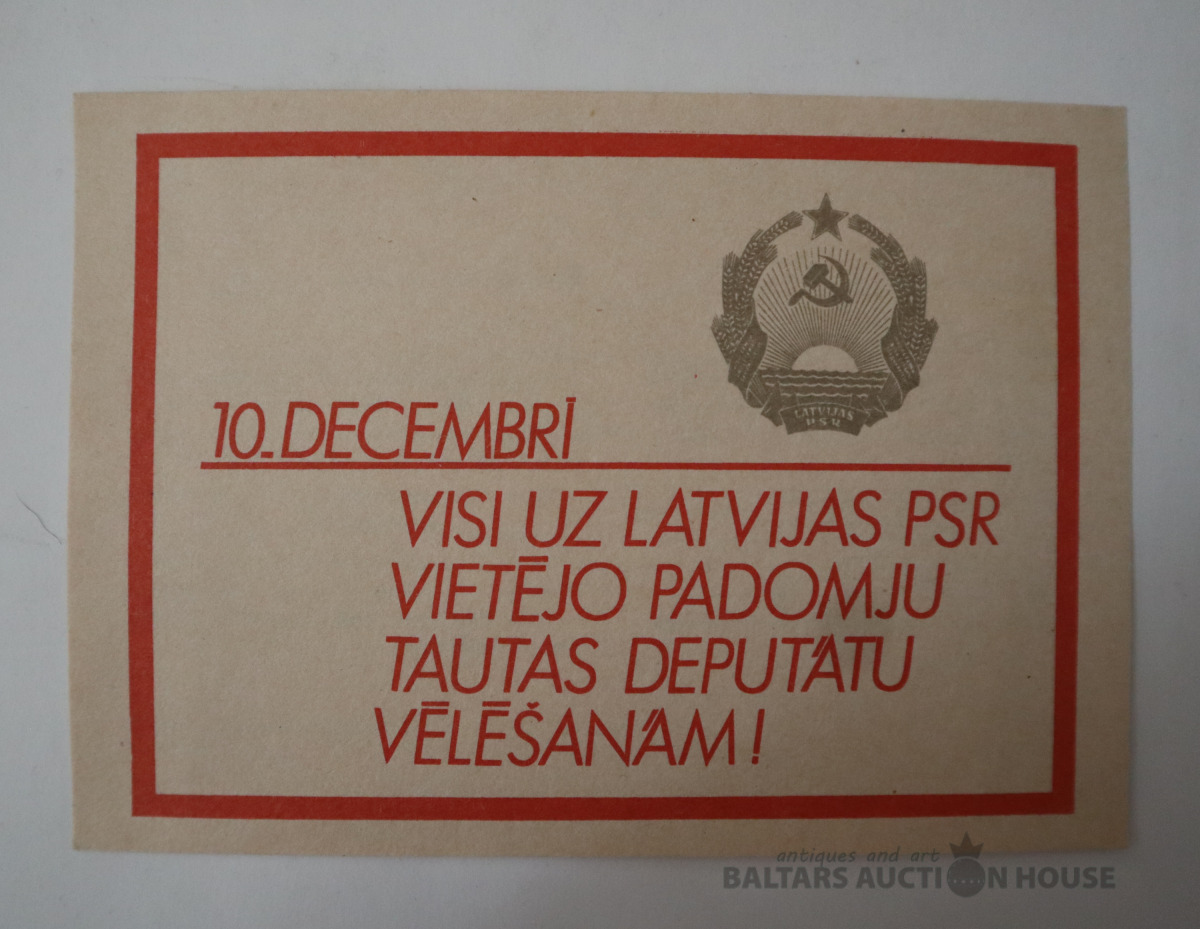 LATVIJAS
PSR
10. DECEMBRĪ
VISI UZ LATVIJAS PSR
VIETĒJO PADOMJU
TAUTAS DEPUTĀTU
VĒLĒŠANĀM!
antiques and art
BALTARS AUCTION HOUSE